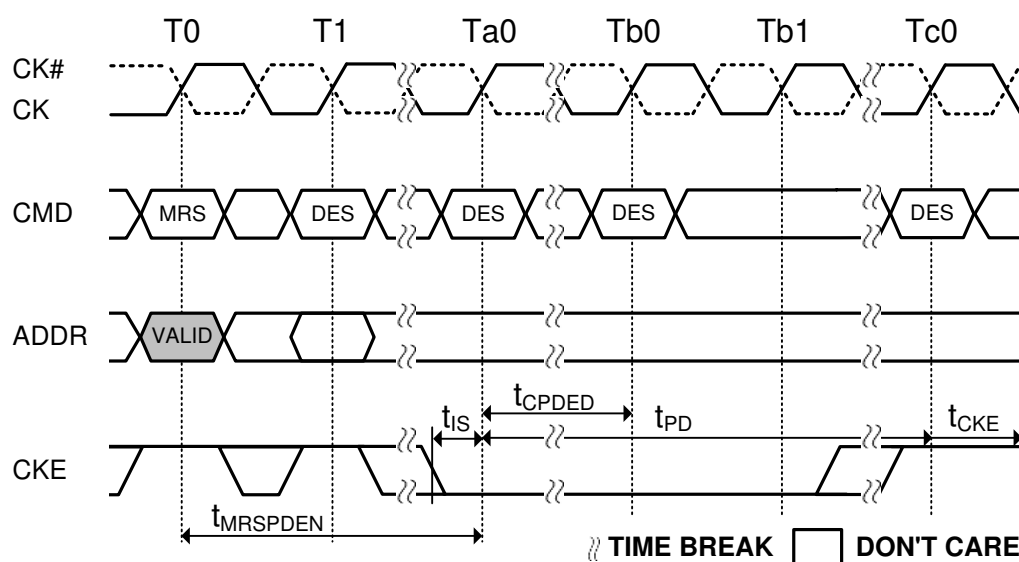 T0 T1 Ta0 Tb0 Tb1 Tc0
CK#
CK
CMD MRS DES DES DES DES
ADDR VALID
tIS tCPDED tPD tCKE
CKE
tMRSPDEN
TIME BREAK DON'T CARE